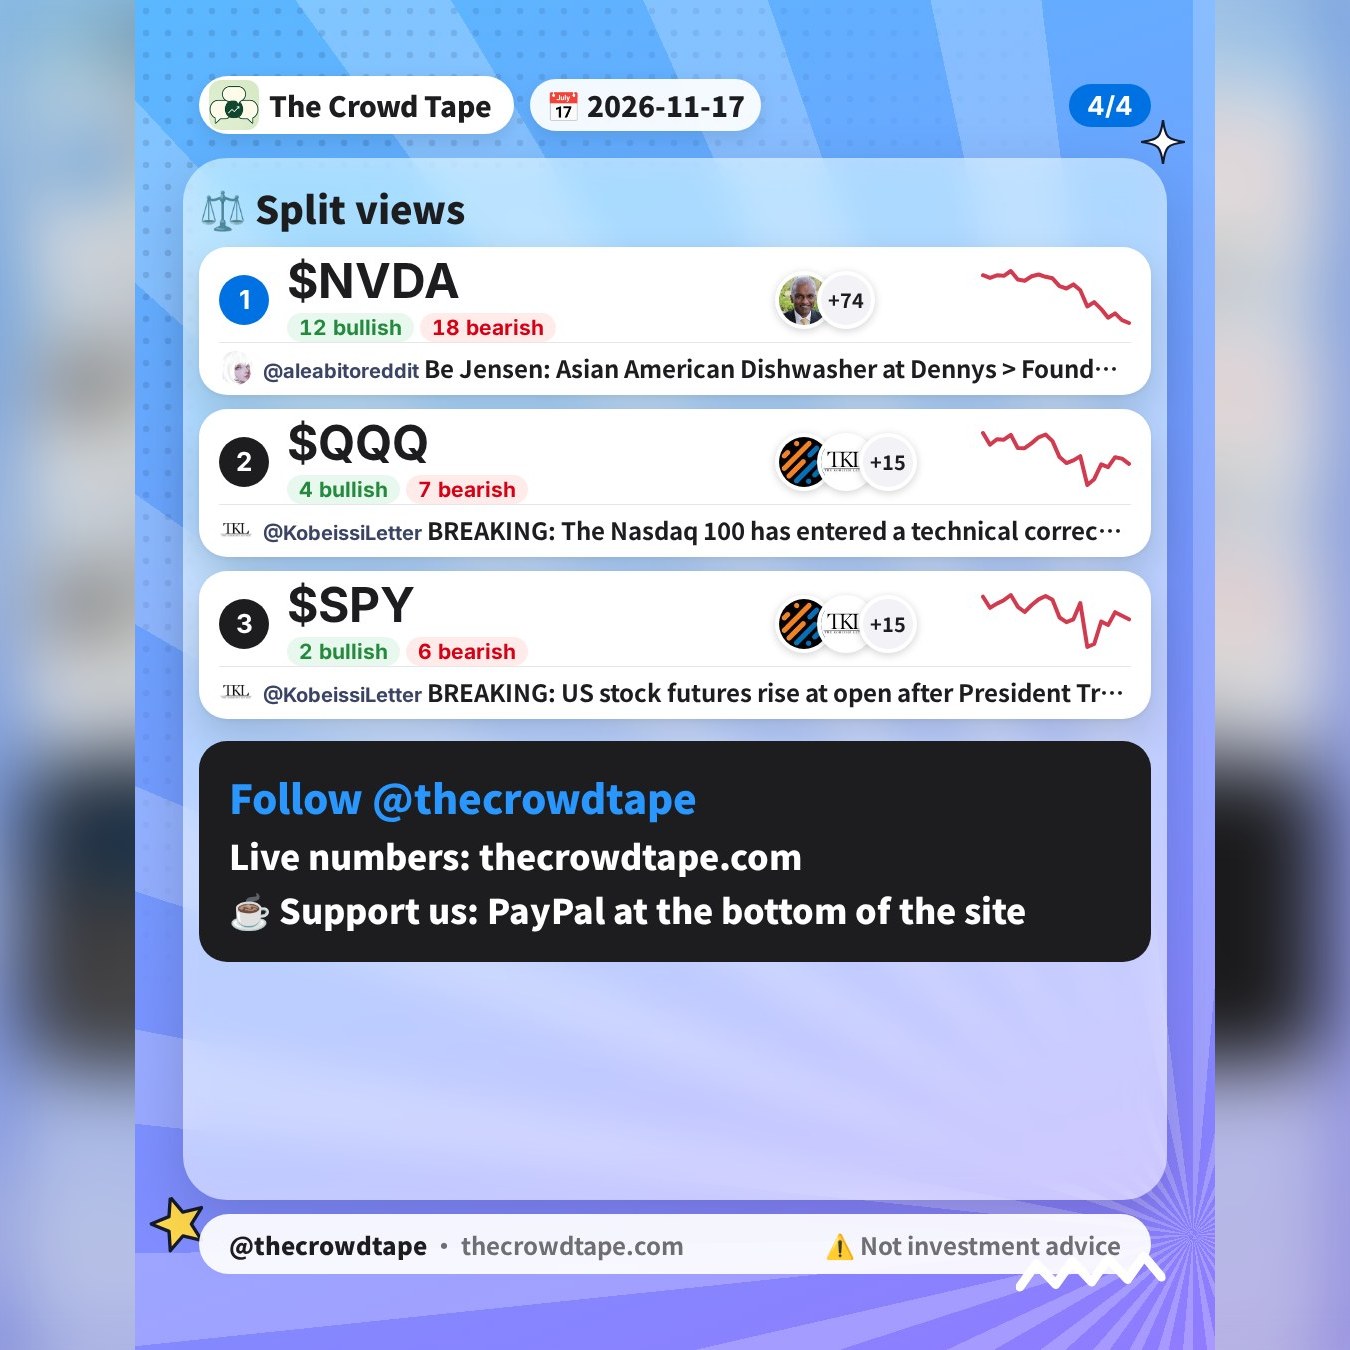 The Crowd Tape
2026-11-17
4/4
Split views
1
$NVDA
12 bullish 18 bearish
+74
@aleabitoreddit Be Jensen: Asian American Dishwasher at Dennys > Found···
2
$QQQ
4 bullish 7 bearish
TKL
+15
TKL @KobeissiLetter BREAKING: The Nasdaq 100 has entered a technical correc···
3
$SPY
2 bullish 6 bearish
TKL
+15
TKL @KobeissiLetter BREAKING: US stock futures rise at open after President Tr···
Follow @thecrowdtape
Live numbers: thecrowdtape.com
Support us: PayPal at the bottom of the site
@thecrowdtape • thecrowdtape.com
Not investment advice